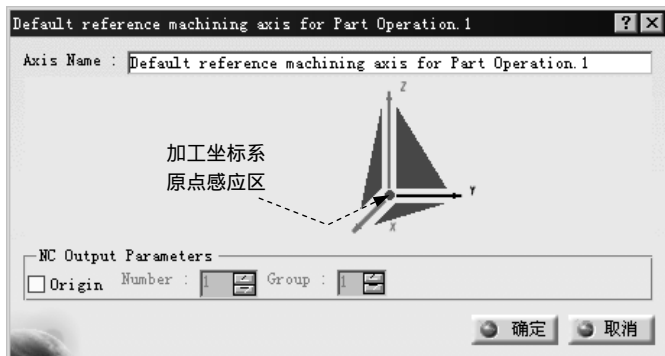 Default reference machining axis for Part Operation.1
Axis Name : Default reference machining axis for Part Operation.1
Z
加工坐标系
原点感应区
Y
X
NC Output Parameters
Origin Number : 1 Group : 1
确定 取消